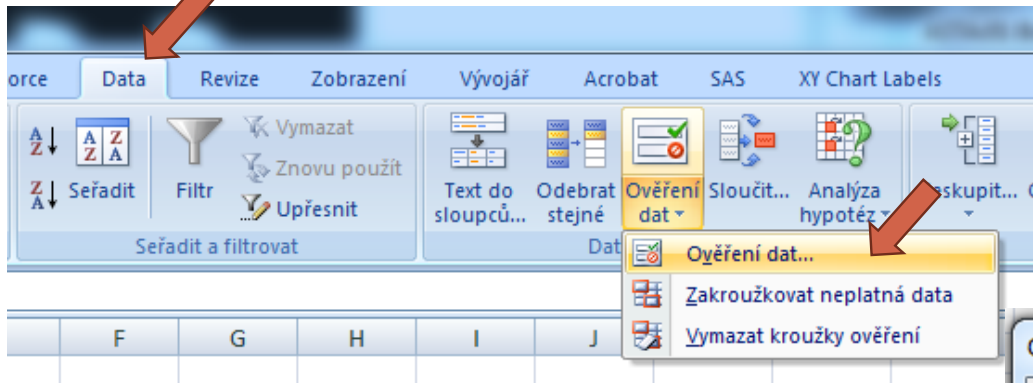 orce Data Revize Zobrazení Vývojář Acrobat SAS XY Chart Labels
Vymazat
Znovu použít
Upřesnit
Seřadit
Filtr
Text do
sloupců...
Odebrat
stejné
Ověření
dat
Sloučit...
Analýza
hypotéz
eskupit...
Seřadit a filtrovat
Dat
Ověření dat...
Zakroužkovat neplatná data
Vymazat kroužky ověření
F G H I J